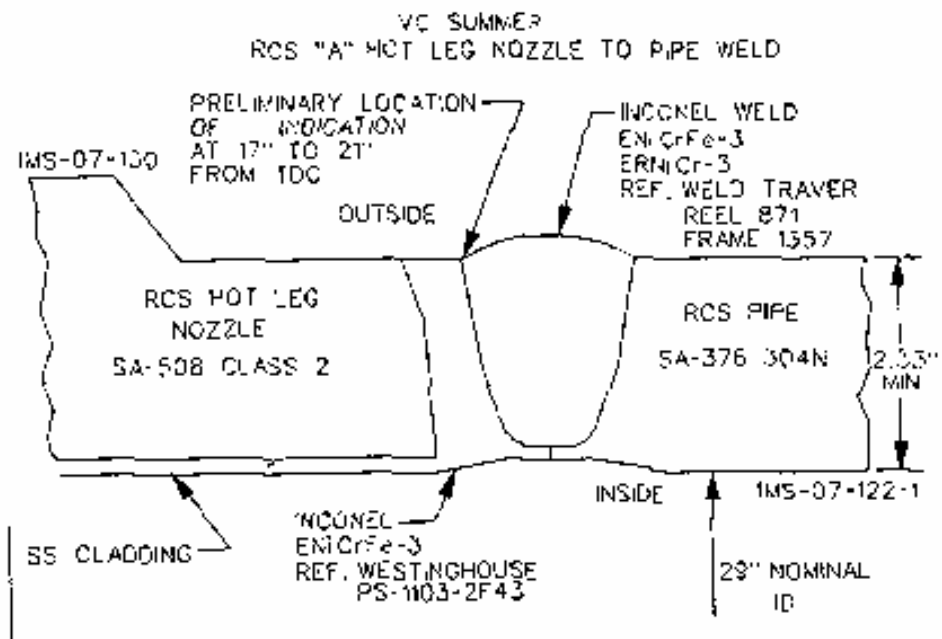 VC SUMMER
RCS "A" HOT LEG NOZZLE TO PIPE WELD
PRELIMINARY LOCATION
OF INDICATION
AT 17" TO 21"
FROM TDC
1MS-07-130
OUTSIDE
INCONEL WELD
ENiCrFe-3
ERNiCr-3
REF. WELD TRAVER
REEL 871
FRAME 1357
RCS HOT LEG
NOZZLE
SA-508 CLASS 2
RCS PIPE
SA-376 304N
MIN
INSIDE
1MS-07-122-1
SS CLADDING
INCONEL
ENiCrFe-3
REF. WESTINGHOUSE
PS-1103-2F43
29" NOMINAL
ID